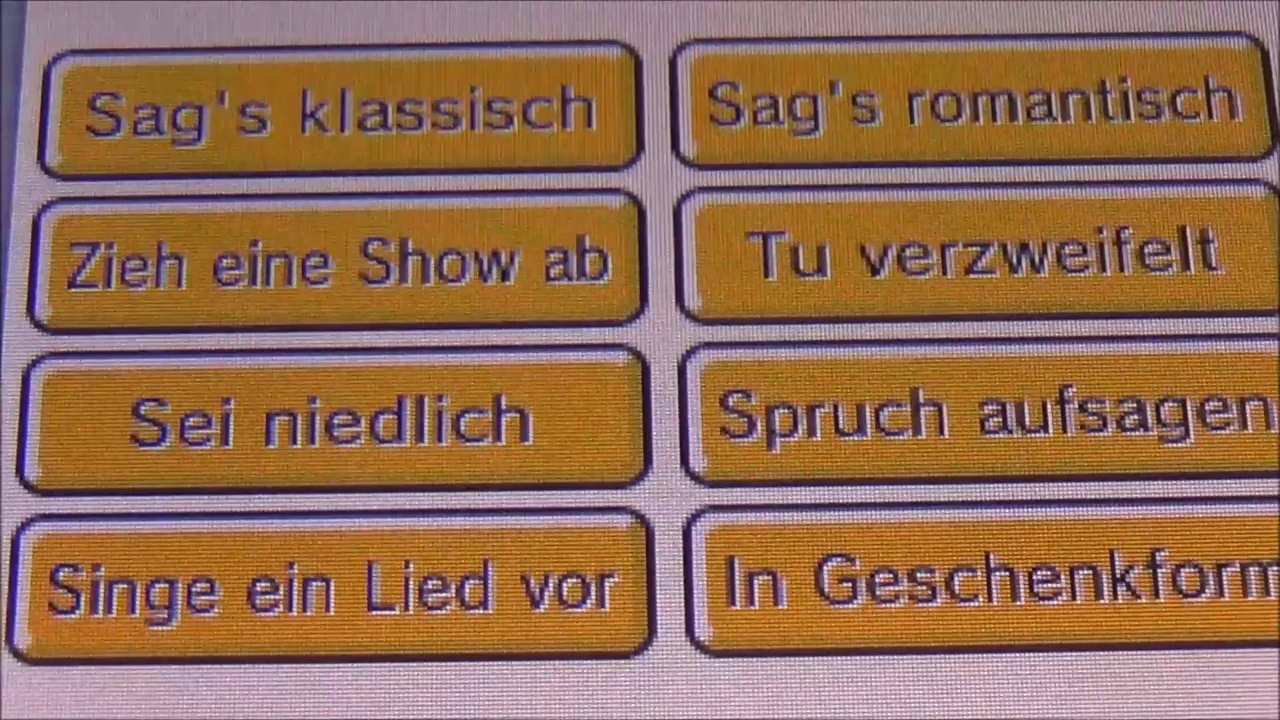 Sag's klassisch
Sag's romantisch
Zieh eine Show ab
Tu verzweifelt
Sei niedlich
Spruch aufsagen
Singe ein Lied vor
In Geschenkform